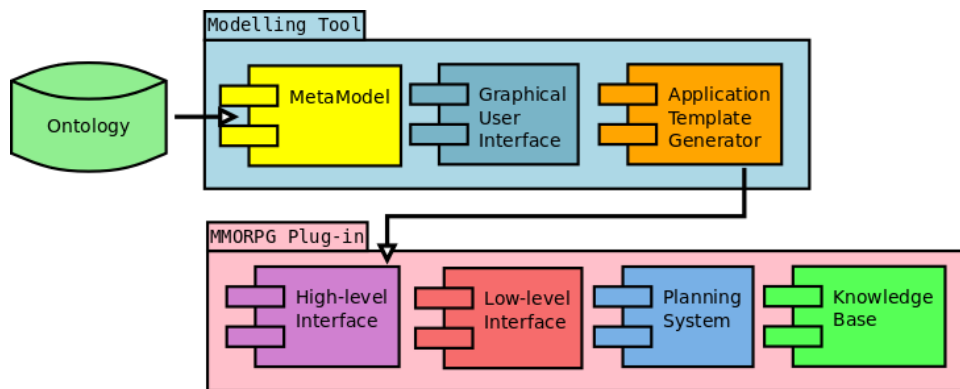 Modelling Tool
Ontology
MetaModel
Graphical
User
Interface
Application
Template
Generator
MMORPG Plug-in
High-level
Interface
Low-level
Interface
Planning
System
Knowledge
Base